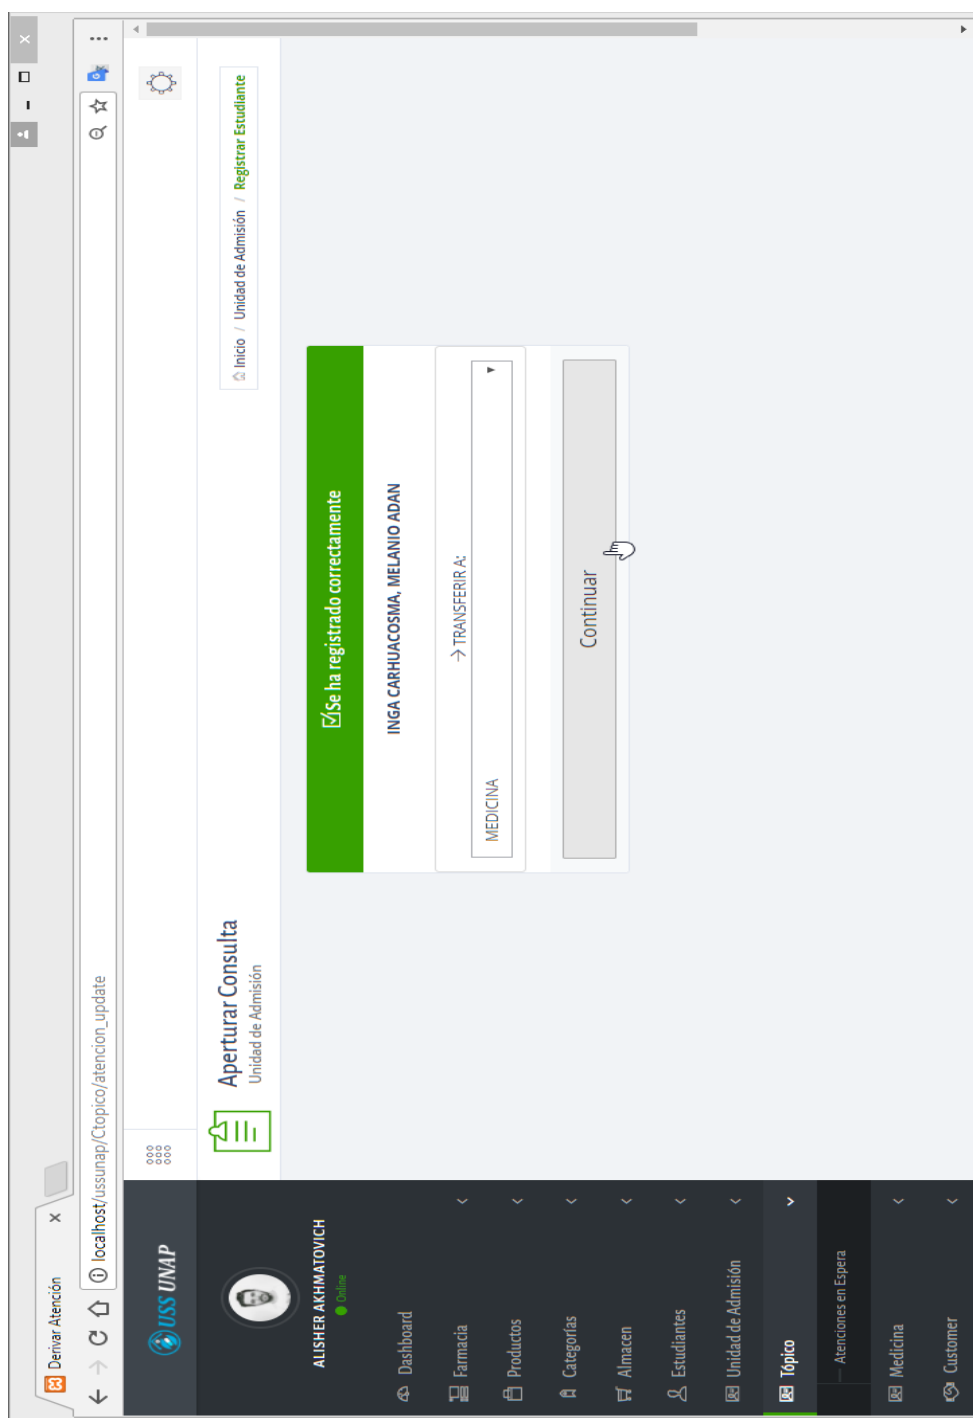 Derivar Atención
localhost/ussunap/Ctopico/atencion_update
USS UNAP
ALISHER AKHMATOVICH
Online
Dashboard
Farmacia
Productos
Categorías
Almacen
Estudiantes
Unidad de Admisión
Tópico
Atenciones en Espera
Medicina
Customer
Aperturar Consulta
Unidad de Admisión
Inicio / Unidad de Admisión / Registrar Estudiante
Se ha registrado correctamente
INGA CARHUACOSMA, MELANIO ADAN
→ TRANSFERIR A:
MEDICINA
Continuar